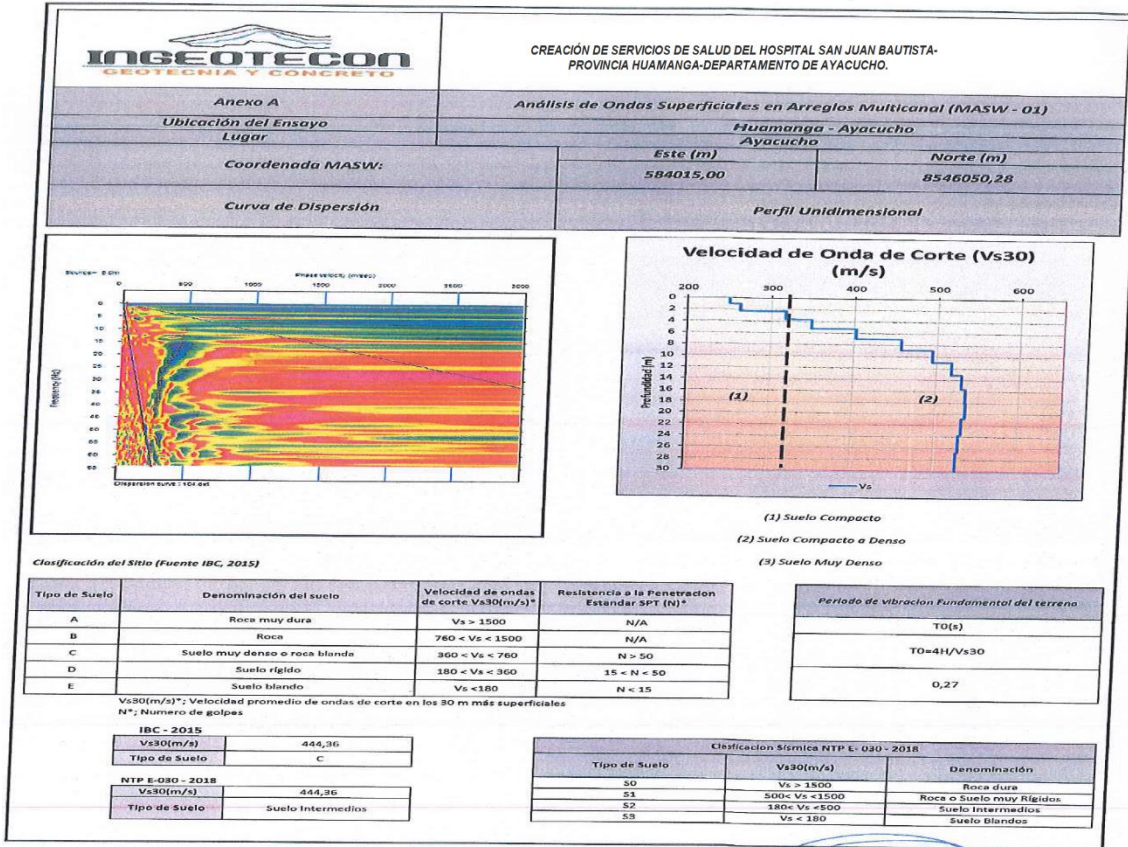 INGEOTECON
GEOTECNIA Y CONCRETO
CREACIÓN DE SERVICIOS DE SALUD DEL HOSPITAL SAN JUAN BAUTISTA-
PROVINCIA HUAMANGA-DEPARTAMENTO DE AYACUCHO.
Anexo A
Análisis de Ondas Superficiales en Arreglos Multicanal (MASW - 01)
Ubicación del Ensayo
Huamanga - Ayacucho
Lugar
Ayacucho
Coordenada MASW:
Este (m)
Norte (m)
584015,00
8546050,28
Curva de Dispersión
Perfil Unidimensional
Phase velocity (m/sec)
0 500 1000 1500 2000
Velocidad de Onda de Corte (Vs30)
(m/s)
200 300 400 500 600
Profundidad (m)
0
2
4
6
8
10
12
14
16
18
20
22
24
26
28
30
(1)
(2)
Vs
(1) Suelo Compacto
(2) Suelo Compacto a Denso
(3) Suelo Muy Denso
Clasificación del Sitio (Fuente IBC, 2015)
Tipo de Suelo Denominación del suelo Velocidad de ondas de corte Vs30(m/s)* Resistencia a la Penetracion Estandar SPT (N)*
A Roca muy dura Vs > 1500 N/A
B Roca 760 < Vs < 1500 N/A
C Suelo muy denso o roca blanda 360 < Vs < 760 N > 50
D Suelo rígido 180 < Vs < 360 15 < N < 50
E Suelo blando Vs <180 N < 15
Vs30(m/s)*; Velocidad promedio de ondas de corte en los 30 m más superficiales
N*; Numero de golpes
Periodo de vibracion Fundamental del terreno
T0(s)
T0=4H/Vs30
0,27
IBC - 2015
Vs30(m/s) 444,36
Tipo de Suelo C
NTP E-030 - 2018
Vs30(m/s) 444,36
Tipo de Suelo Suelo Intermedios
Clasficacion Sísmica NTP E- 030 - 2018
Tipo de Suelo Vs30(m/s) Denominación
S0 Vs > 1500 Roca dura
S1 500< Vs <1500 Roca o Suelo muy Rígidos
S2 180< Vs <500 Suelo Intermedios
S3 Vs < 180 Suelo Blandos